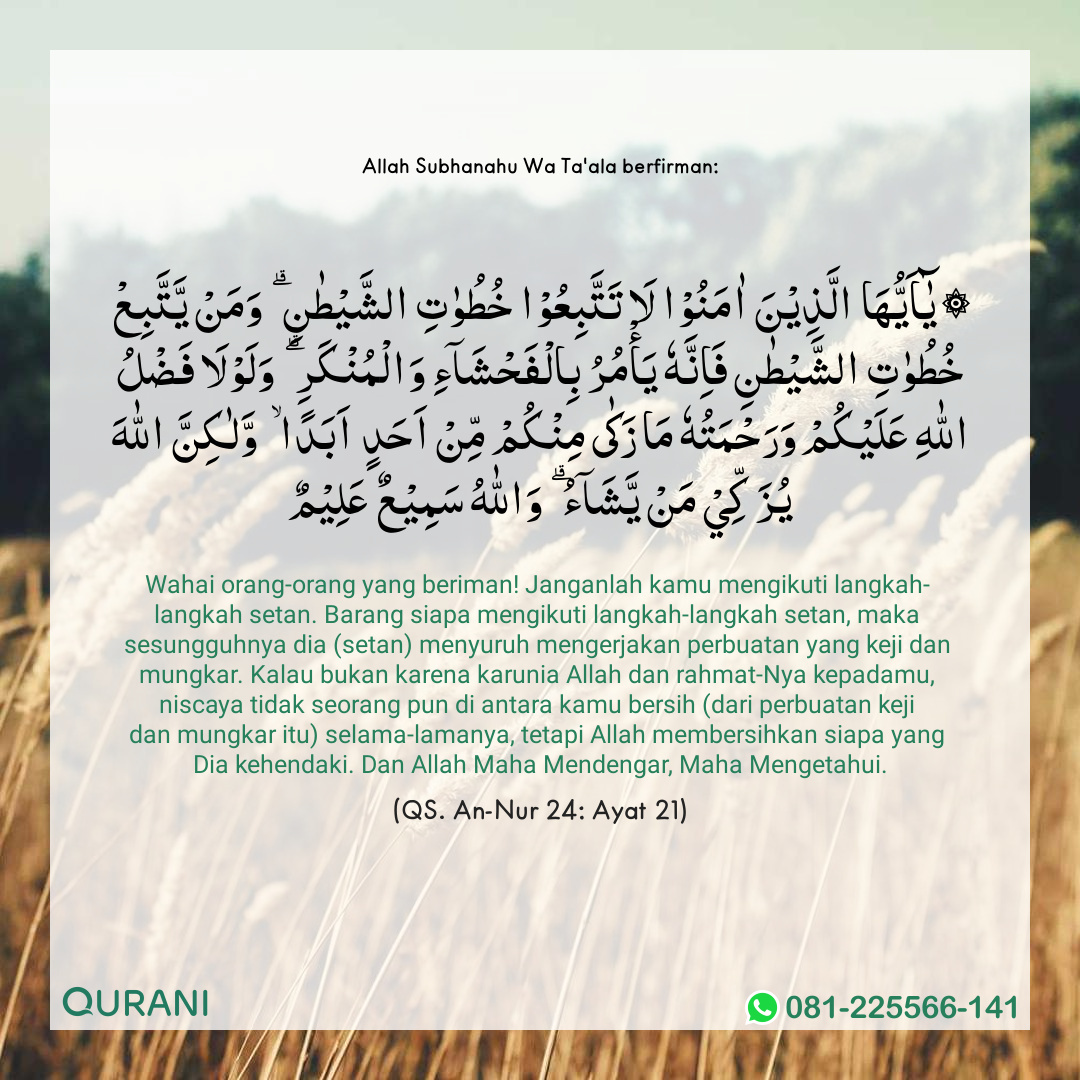 Allah Subhanahu Wa Ta'ala berfirman:
۞ يٰۤـاَيُّهَا الَّذِيْنَ اٰمَنُوْا لَا تَتَّبِعُوْا خُطُوٰتِ الشَّيْطٰنِ ۗ وَمَنْ يَّتَّبِعْ
خُطُوٰتِ الشَّيْطٰنِ فَاِنَّهٗ يَأْمُرُ بِالْفَحْشَآءِ وَالْمُنْكَرِ ۗ وَلَوْلَا فَضْلُ
اللّٰهِ عَلَيْكُمْ وَرَحْمَتُهٗ مَا زَكٰى مِنْكُمْ مِّنْ اَحَدٍ اَبَدًا ۙ وَّلٰـكِنَّ اللّٰهَ
يُزَكِّيْ مَنْ يَّشَآءُ ۗ وَاللّٰهُ سَمِيْعٌ عَلِيْمٌ
Wahai orang-orang yang beriman! Janganlah kamu mengikuti langkah-
langkah setan. Barang siapa mengikuti langkah-langkah setan, maka
sesungguhnya dia (setan) menyuruh mengerjakan perbuatan yang keji dan
mungkar. Kalau bukan karena karunia Allah dan rahmat-Nya kepadamu,
niscaya tidak seorang pun di antara kamu bersih (dari perbuatan keji
dan mungkar itu) selama-lamanya, tetapi Allah membersihkan siapa yang
Dia kehendaki. Dan Allah Maha Mendengar, Maha Mengetahui.
(QS. An-Nur 24: Ayat 21)
QURANI
081-225566-141